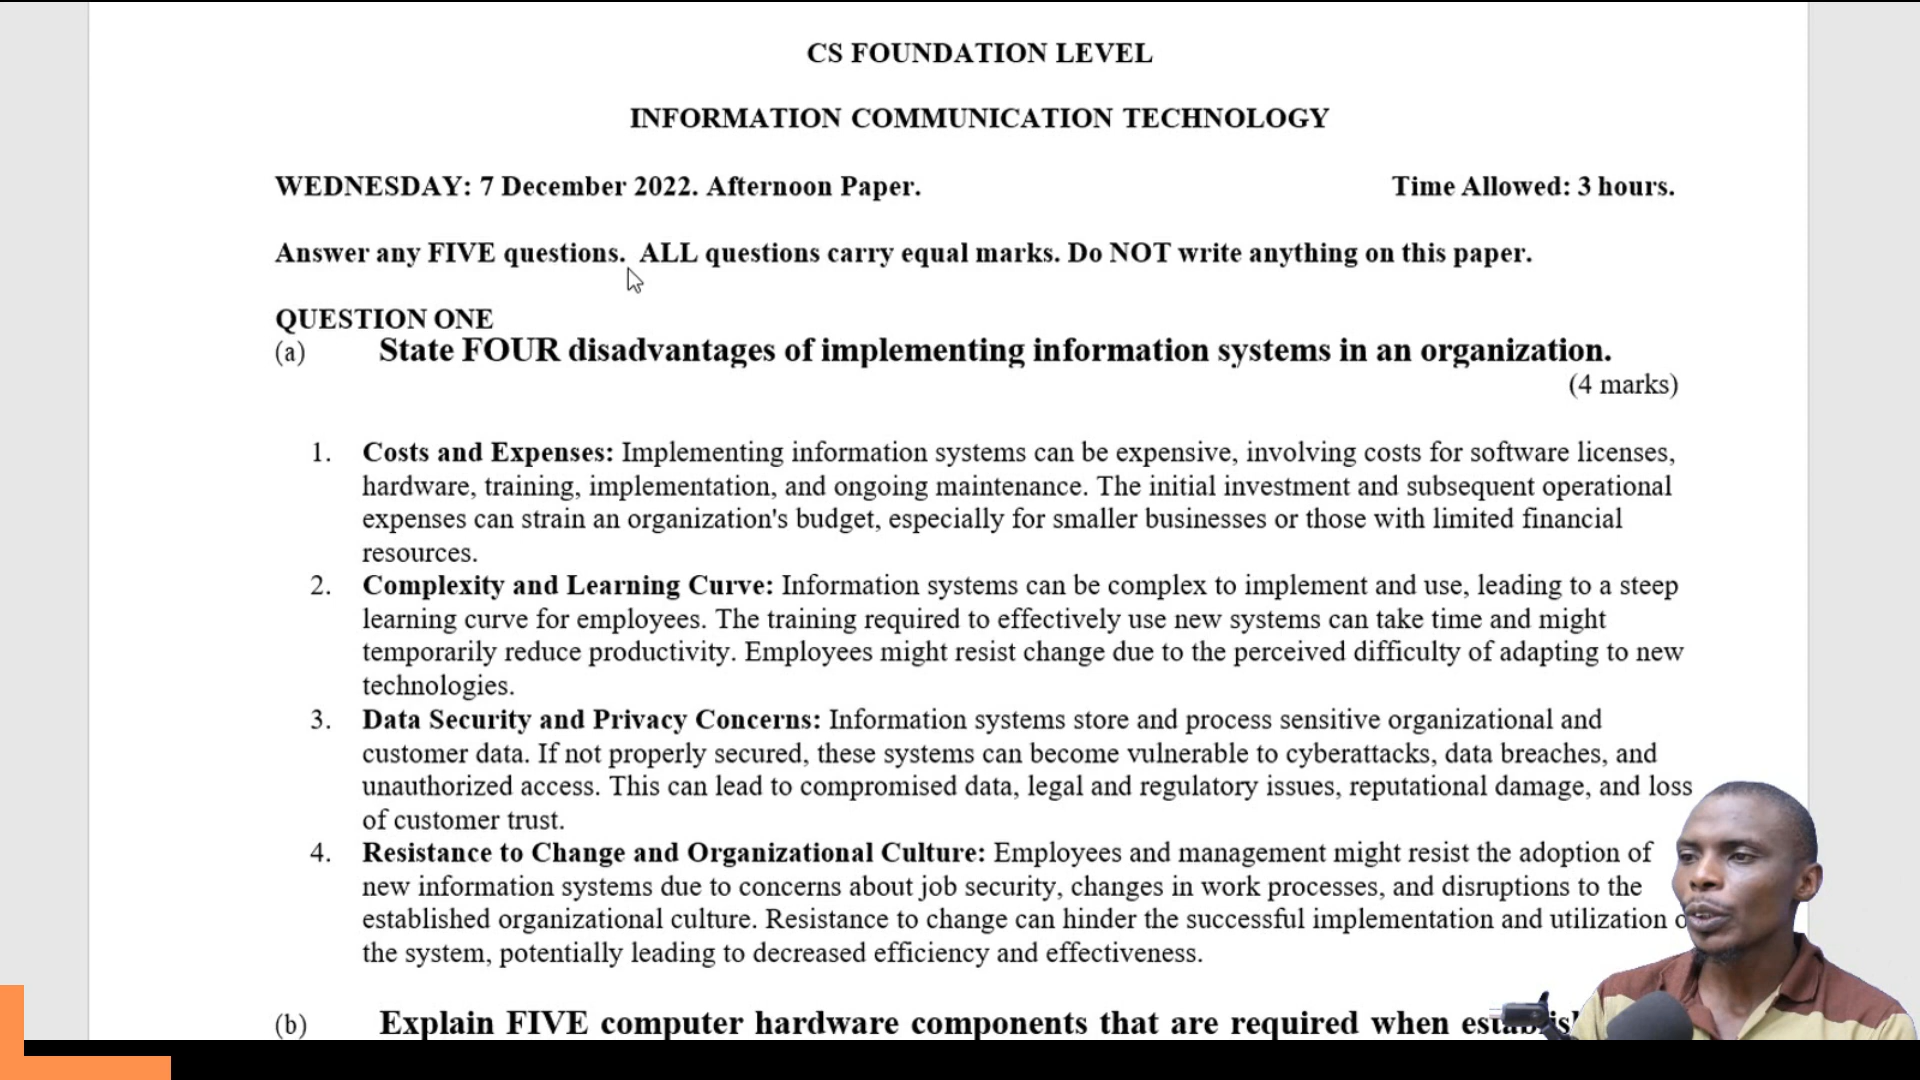 CS FOUNDATION LEVEL
INFORMATION COMMUNICATION TECHNOLOGY
WEDNESDAY: 7 December 2022. Afternoon Paper. Time Allowed: 3 hours.
Answer any FIVE questions. ALL questions carry equal marks. Do NOT write anything on this paper.
QUESTION ONE
(a) State FOUR disadvantages of implementing information systems in an organization.
(4 marks)
1. Costs and Expenses: Implementing information systems can be expensive, involving costs for software licenses,
hardware, training, implementation, and ongoing maintenance. The initial investment and subsequent operational
expenses can strain an organization's budget, especially for smaller businesses or those with limited financial
resources.
2. Complexity and Learning Curve: Information systems can be complex to implement and use, leading to a steep
learning curve for employees. The training required to effectively use new systems can take time and might
temporarily reduce productivity. Employees might resist change due to the perceived difficulty of adapting to new
technologies.
3. Data Security and Privacy Concerns: Information systems store and process sensitive organizational and
customer data. If not properly secured, these systems can become vulnerable to cyberattacks, data breaches, and
unauthorized access. This can lead to compromised data, legal and regulatory issues, reputational damage, and loss
of customer trust.
4. Resistance to Change and Organizational Culture: Employees and management might resist the adoption of
new information systems due to concerns about job security, changes in work processes, and disruptions to the
established organizational culture. Resistance to change can hinder the successful implementation and utilization
the system, potentially leading to decreased efficiency and effectiveness.
(b) Explain FIVE computer hardware components that are required when